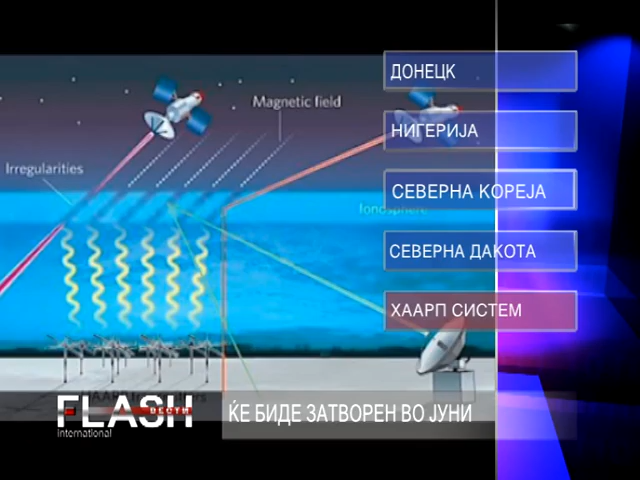 ДОНЕЦК
Magnetic field
НИГЕРИЈА
Irregularities
СЕВЕРНА КОРЕЈА
Ionosphere
СЕВЕРНА ДАКОТА
ХААРП СИСТЕМ
FLASH
ВЕСТИ
international
ЌЕ БИДЕ ЗАТВОРЕН ВО ЈУНИ